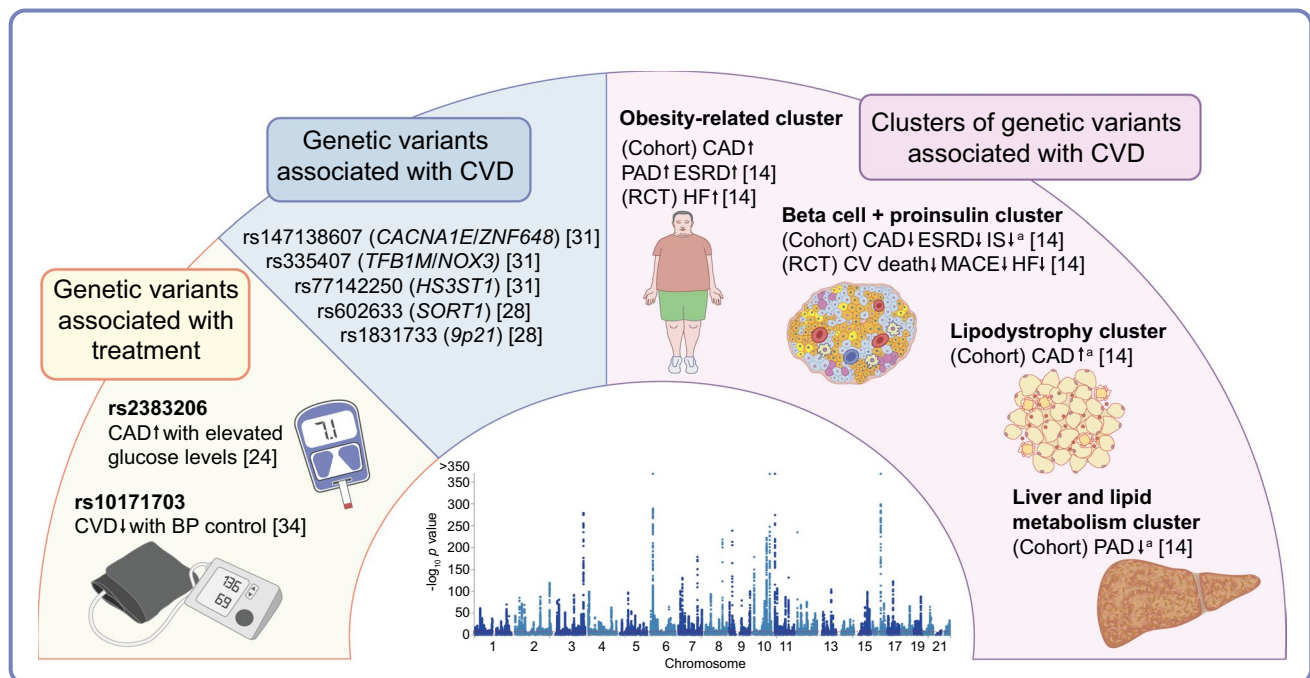 Genetic variants
associated with
treatment
rs2383206
CAD↑ with elevated
glucose levels [24]
7.1
rs10171703
CVD↓ with BP control [34]
136
69
Genetic variants
associated with CVD
rs147138607 (CACNA1E/ZNF648) [31]
rs335407 (TFB1M/NOX3) [31]
rs77142250 (HS3ST1) [31]
rs602633 (SORT1) [28]
rs1831733 (9p21) [28]
Clusters of genetic variants
associated with CVD
Obesity-related cluster
(Cohort) CAD↑
PAD↑ ESRD↑ [14]
(RCT) HF↑ [14]
Beta cell + proinsulin cluster
(Cohort) CAD↓ ESRD↓ IS↓ᵃ [14]
(RCT) CV death↓ MACE↓ HF↓ [14]
Lipodystrophy cluster
(Cohort) CAD↑ᵃ [14]
Liver and lipid
metabolism cluster
(Cohort) PAD↓ᵃ [14]
-log₁₀ p value
>350
350
300
250
200
150
100
50
0
1 2 3 4 5 6 7 8 9 10 11 13 15 17 19 21
Chromosome